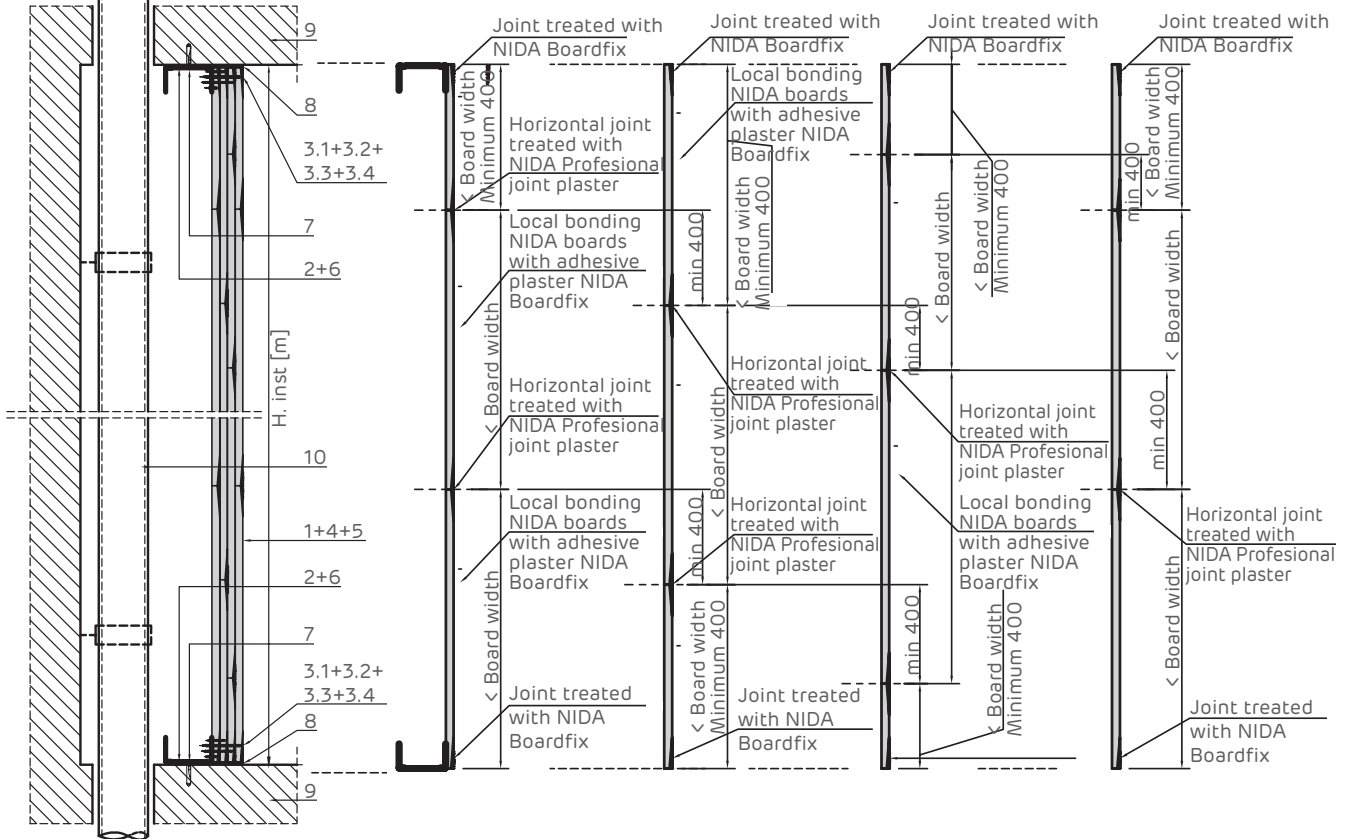 9
8
3.1+3.2+
3.3+3.4
7
2+6
H. inst [m]
10
1+4+5
2+6
7
3.1+3.2+
3.3+3.4
8
9
Joint treated with
NIDA Boardfix
< Board width
Minimum 400
Horizontal joint
treated with
NIDA Profesional
joint plaster
Local bonding
NIDA boards
with adhesive
plaster NIDA
Boardfix
< Board width
Horizontal joint
treated with
NIDA Profesional
joint plaster
Local bonding
NIDA boards
with adhesive
plaster NIDA
Boardfix
< Board width
Joint treated
with NIDA
Boardfix
Joint treated with
NIDA Boardfix
Local bonding
NIDA boards
with adhesive
plaster NIDA
Boardfix
< Board width
Minimum 400
min 400
Horizontal joint
treated with
NIDA Profesional
joint plaster
< Board width
min 400
Horizontal joint
treated with
NIDA Profesional
joint plaster
< Board width
Minimum 400
Joint treated
with NIDA
Boardfix
Joint treated with
NIDA Boardfix
< Board width
Minimum 400
< Board width
min 400
Horizontal joint
treated with
NIDA Profesional
joint plaster
Local bonding
NIDA boards
with adhesive
plaster NIDA
Boardfix
min 400
< Board width
Minimum 400
Joint treated with
NIDA Boardfix
< Board width
Minimum 400
min 400
< Board width
min 400
Horizontal joint
treated with
NIDA Profesional
joint plaster
< Board width
Joint treated
with NIDA
Boardfix